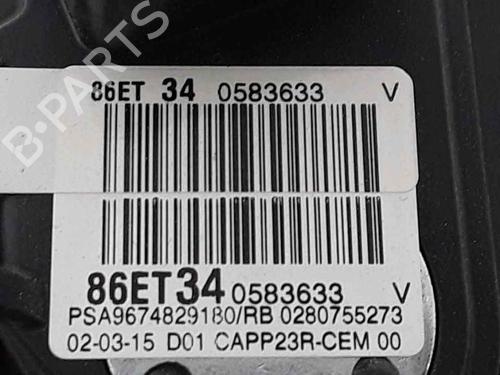 86ET 34 0583633 V
B-PARTS
86ET34 0583633 V
PSA9674829180/RB 0280755273
02-03-15 D01 CAPP23R-CEM 00